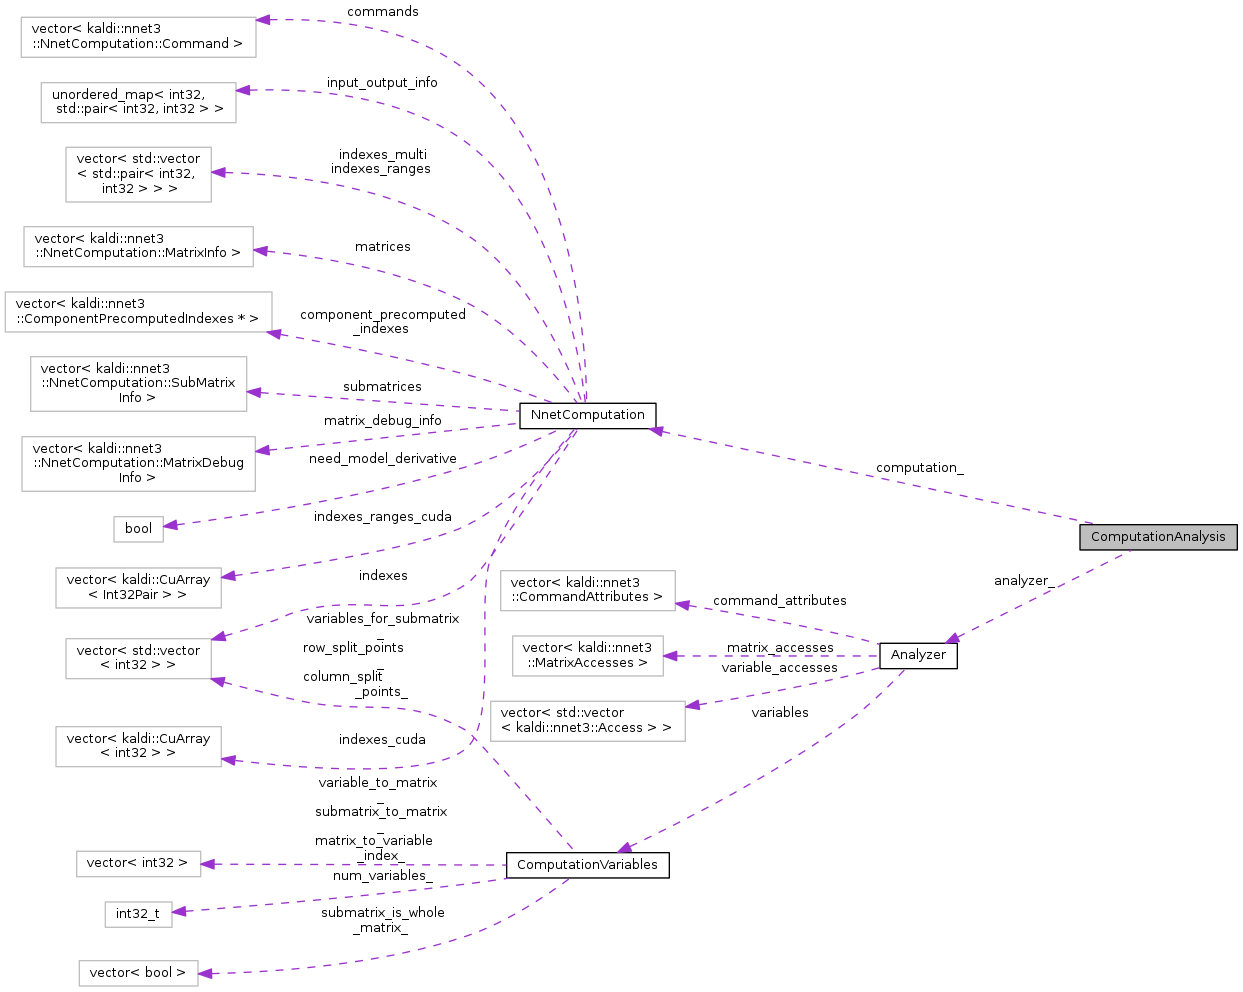 commands
vector< kaldi::nnet3
::NnetComputation::Command >
input_output_info
unordered_map< int32,
std::pair< int32, int32 > >
indexes_multi
indexes_ranges
vector< std::vector
< std::pair< int32,
int32 > > >
matrices
vector< kaldi::nnet3
::NnetComputation::MatrixInfo >
component_precomputed
_indexes
vector< kaldi::nnet3
::ComponentPrecomputedIndexes * >
submatrices
vector< kaldi::nnet3
::NnetComputation::SubMatrix
Info >
NnetComputation
matrix_debug_info
vector< kaldi::nnet3
::NnetComputation::MatrixDebug
Info >
need_model_derivative
bool
computation_
ComputationAnalysis
indexes_ranges_cuda
vector< kaldi::CuArray
< Int32Pair > >
indexes
analyzer_
vector< kaldi::nnet3
::CommandAttributes >
command_attributes
variables_for_submatrix
_
row_split_points
_
column_split
_points_
vector< std::vector
< int32 > >
vector< kaldi::nnet3
::MatrixAccesses >
matrix_accesses
Analyzer
variable_accesses
vector< std::vector
< kaldi::nnet3::Access > >
variables
vector< kaldi::CuArray
< int32 > >
indexes_cuda
variable_to_matrix
_
submatrix_to_matrix
_
matrix_to_variable
_index_
vector< int32 >
ComputationVariables
num_variables_
int32_t
submatrix_is_whole
_matrix_
vector< bool >